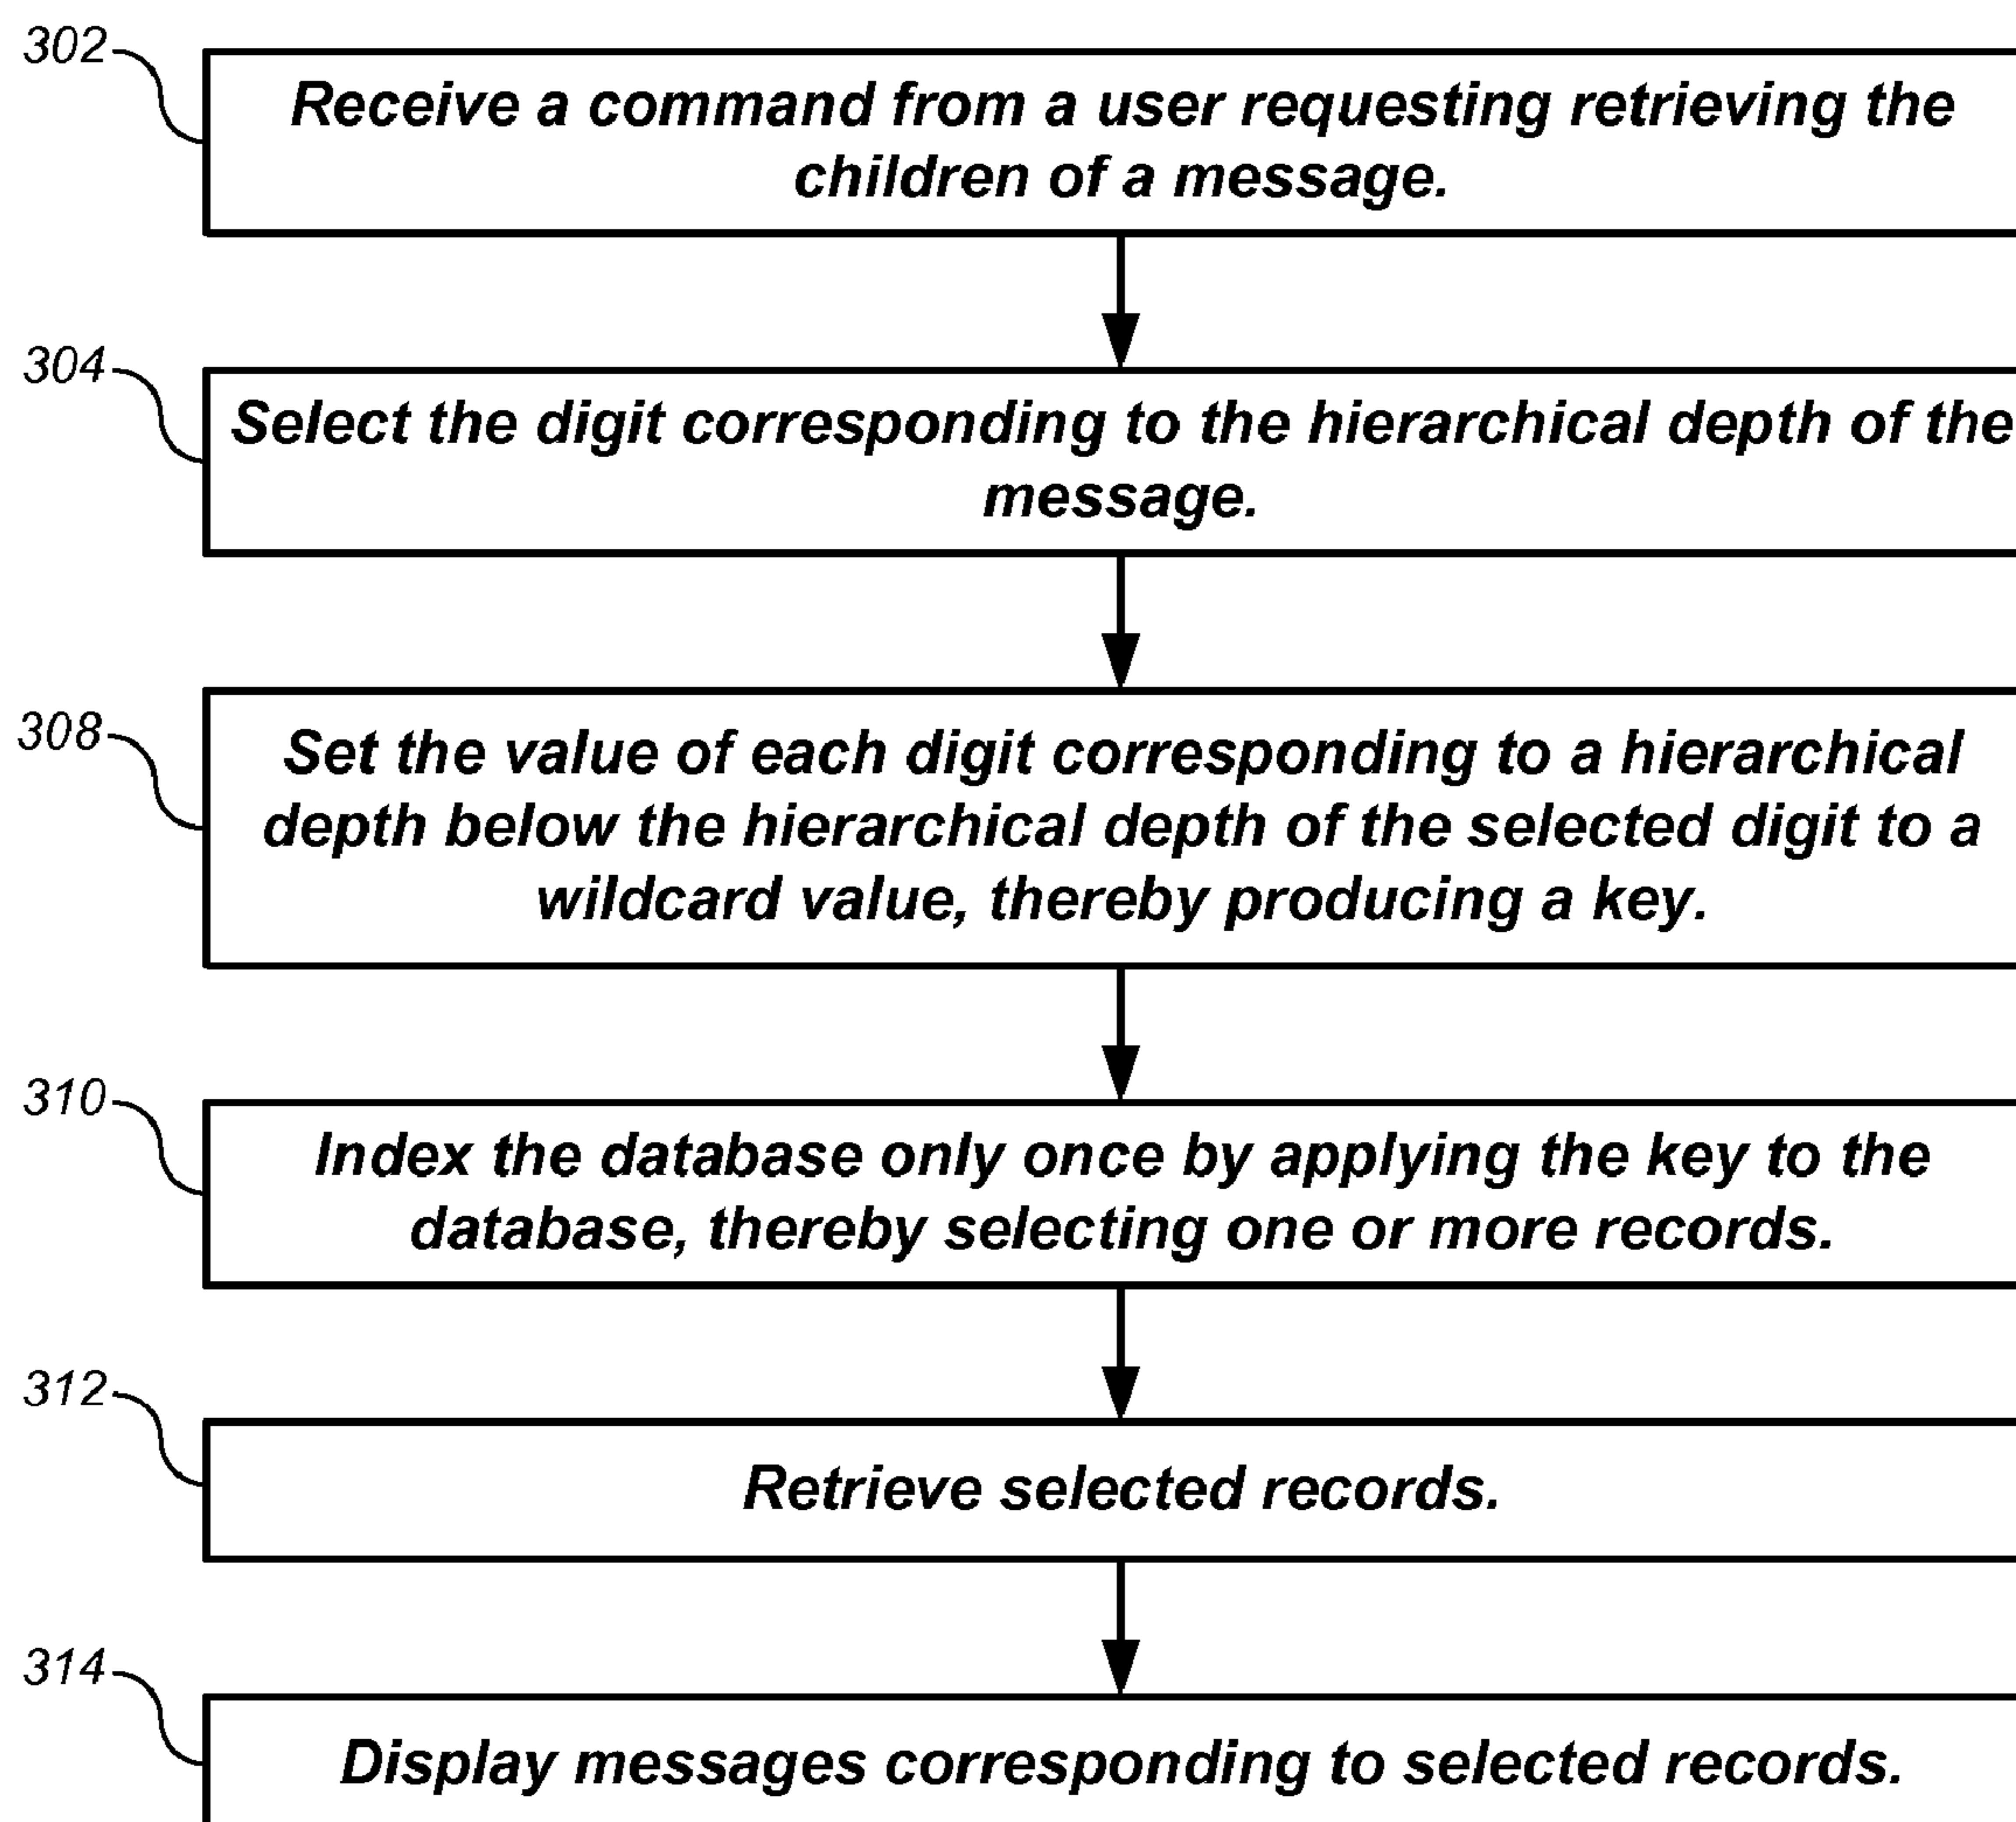 302
Receive a command from a user requesting retrieving the
children of a message.
304
Select the digit corresponding to the hierarchical depth of the
message.
308
Set the value of each digit corresponding to a hierarchical
depth below the hierarchical depth of the selected digit to a
wildcard value, thereby producing a key.
310
Index the database only once by applying the key to the
database, thereby selecting one or more records.
312
Retrieve selected records.
314
Display messages corresponding to selected records.